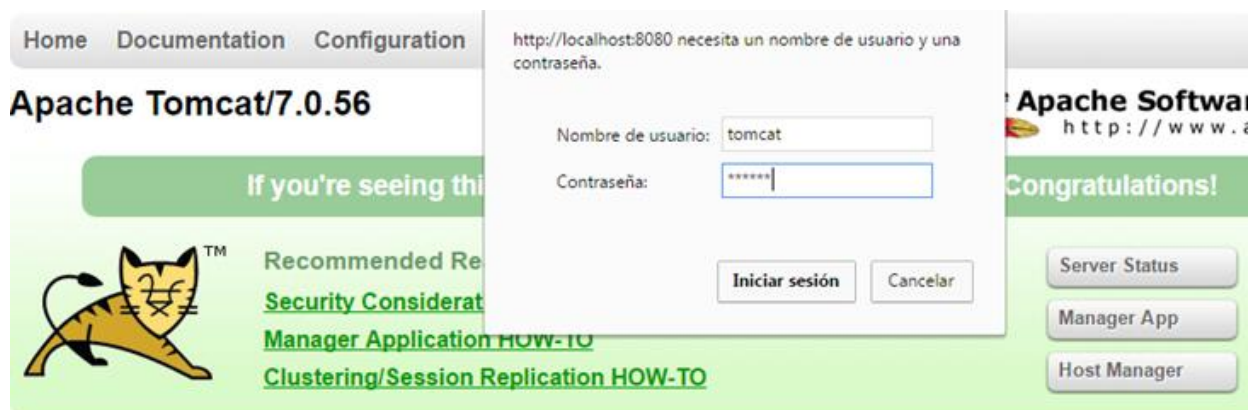 Home Documentation Configuration
http://localhost:8080 necesita un nombre de usuario y una
contraseña.
Apache Tomcat/7.0.56
Apache Softwar
http://www.a
Nombre de usuario: tomcat
Contraseña: ******
If you're seeing thi
Congratulations!
TM
Recommended Re
Security Considerat
Manager Application HOW-TO
Clustering/Session Replication HOW-TO
Iniciar sesión Cancelar
Server Status
Manager App
Host Manager